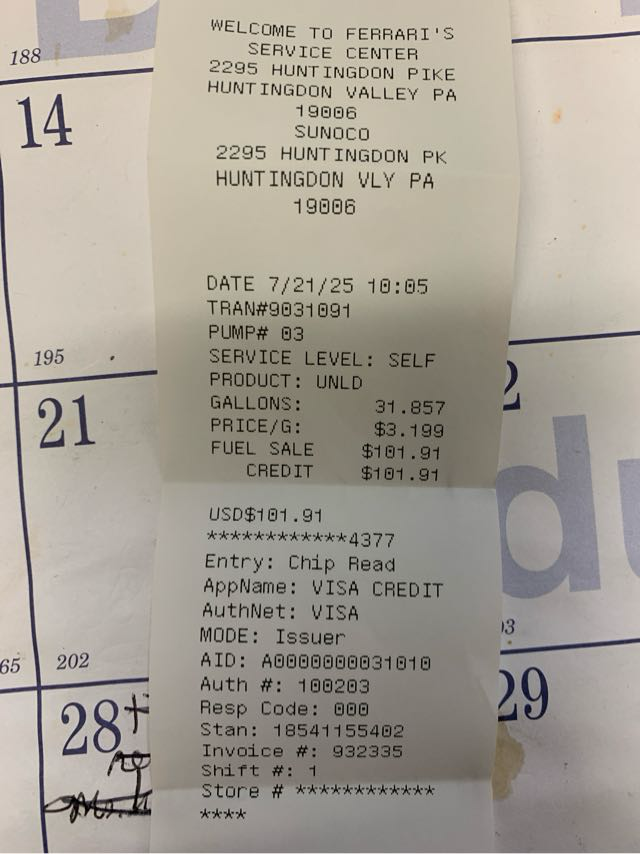 WELCOME TO FERRARI'S
SERVICE CENTER
2295 HUNTINGDON PIKE
HUNTINGDON VALLEY PA
19006
SUNOCO
2295 HUNTINGDON PK
HUNTINGDON VLY PA
19006
DATE 7/21/25 10:05
TRAN#9031091
PUMP# 03
SERVICE LEVEL: SELF
PRODUCT: UNLD
GALLONS: 31.857
PRICE/G: $3.199
FUEL SALE $101.91
CREDIT $101.91
USD$101.91
************4377
Entry: Chip Read
AppName: VISA CREDIT
AuthNet: VISA
MODE: Issuer
AID: A0000000031010
Auth #: 100203
Resp Code: 000
Stan: 18541155402
Invoice #: 932335
Shift #: 1
Store # ************
****
188
14
195
21
65
202
28
2
du
03
29